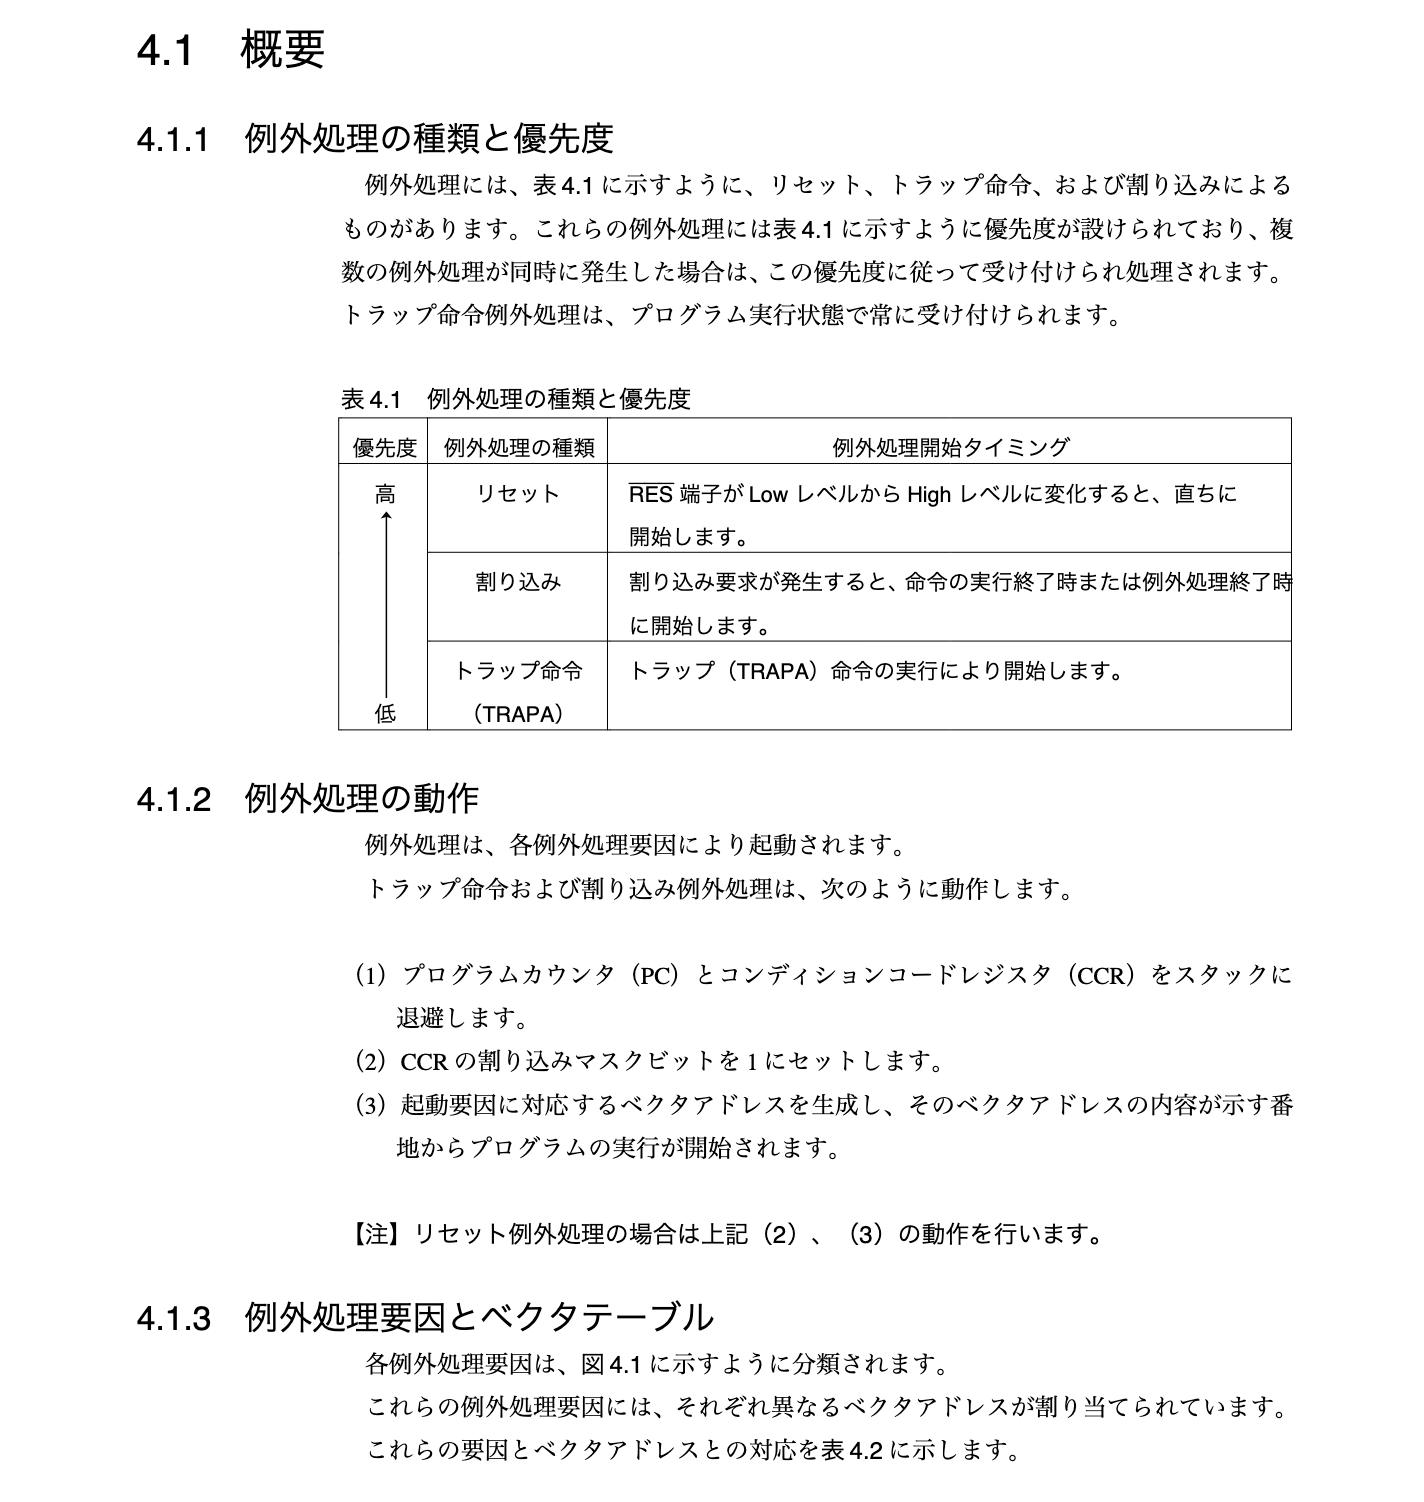 4.1　概要
4.1.1　例外処理の種類と優先度
例外処理には、表 4.1 に示すように、リセット、トラップ命令、および割り込みによる
ものがあります。これらの例外処理には表 4.1 に示すように優先度が設けられており、複
数の例外処理が同時に発生した場合は、この優先度に従って受け付けられ処理されます。
トラップ命令例外処理は、プログラム実行状態で常に受け付けられます。
表 4.1　例外処理の種類と優先度
優先度　例外処理の種類　例外処理開始タイミング
高　リセット　RES 端子が Low レベルから High レベルに変化すると、直ちに
開始します。
割り込み　割り込み要求が発生すると、命令の実行終了時または例外処理終了時
に開始します。
トラップ命令　トラップ（TRAPA）命令の実行により開始します。
低　（TRAPA）
4.1.2　例外処理の動作
例外処理は、各例外処理要因により起動されます。
トラップ命令および割り込み例外処理は、次のように動作します。
（1）プログラムカウンタ（PC）とコンディションコードレジスタ（CCR）をスタックに
退避します。
（2）CCR の割り込みマスクビットを 1 にセットします。
（3）起動要因に対応するベクタアドレスを生成し、そのベクタアドレスの内容が示す番
地からプログラムの実行が開始されます。
【注】リセット例外処理の場合は上記（2）、（3）の動作を行います。
4.1.3　例外処理要因とベクタテーブル
各例外処理要因は、図 4.1 に示すように分類されます。
これらの例外処理要因には、それぞれ異なるベクタアドレスが割り当てられています。
これらの要因とベクタアドレスとの対応を表 4.2 に示します。